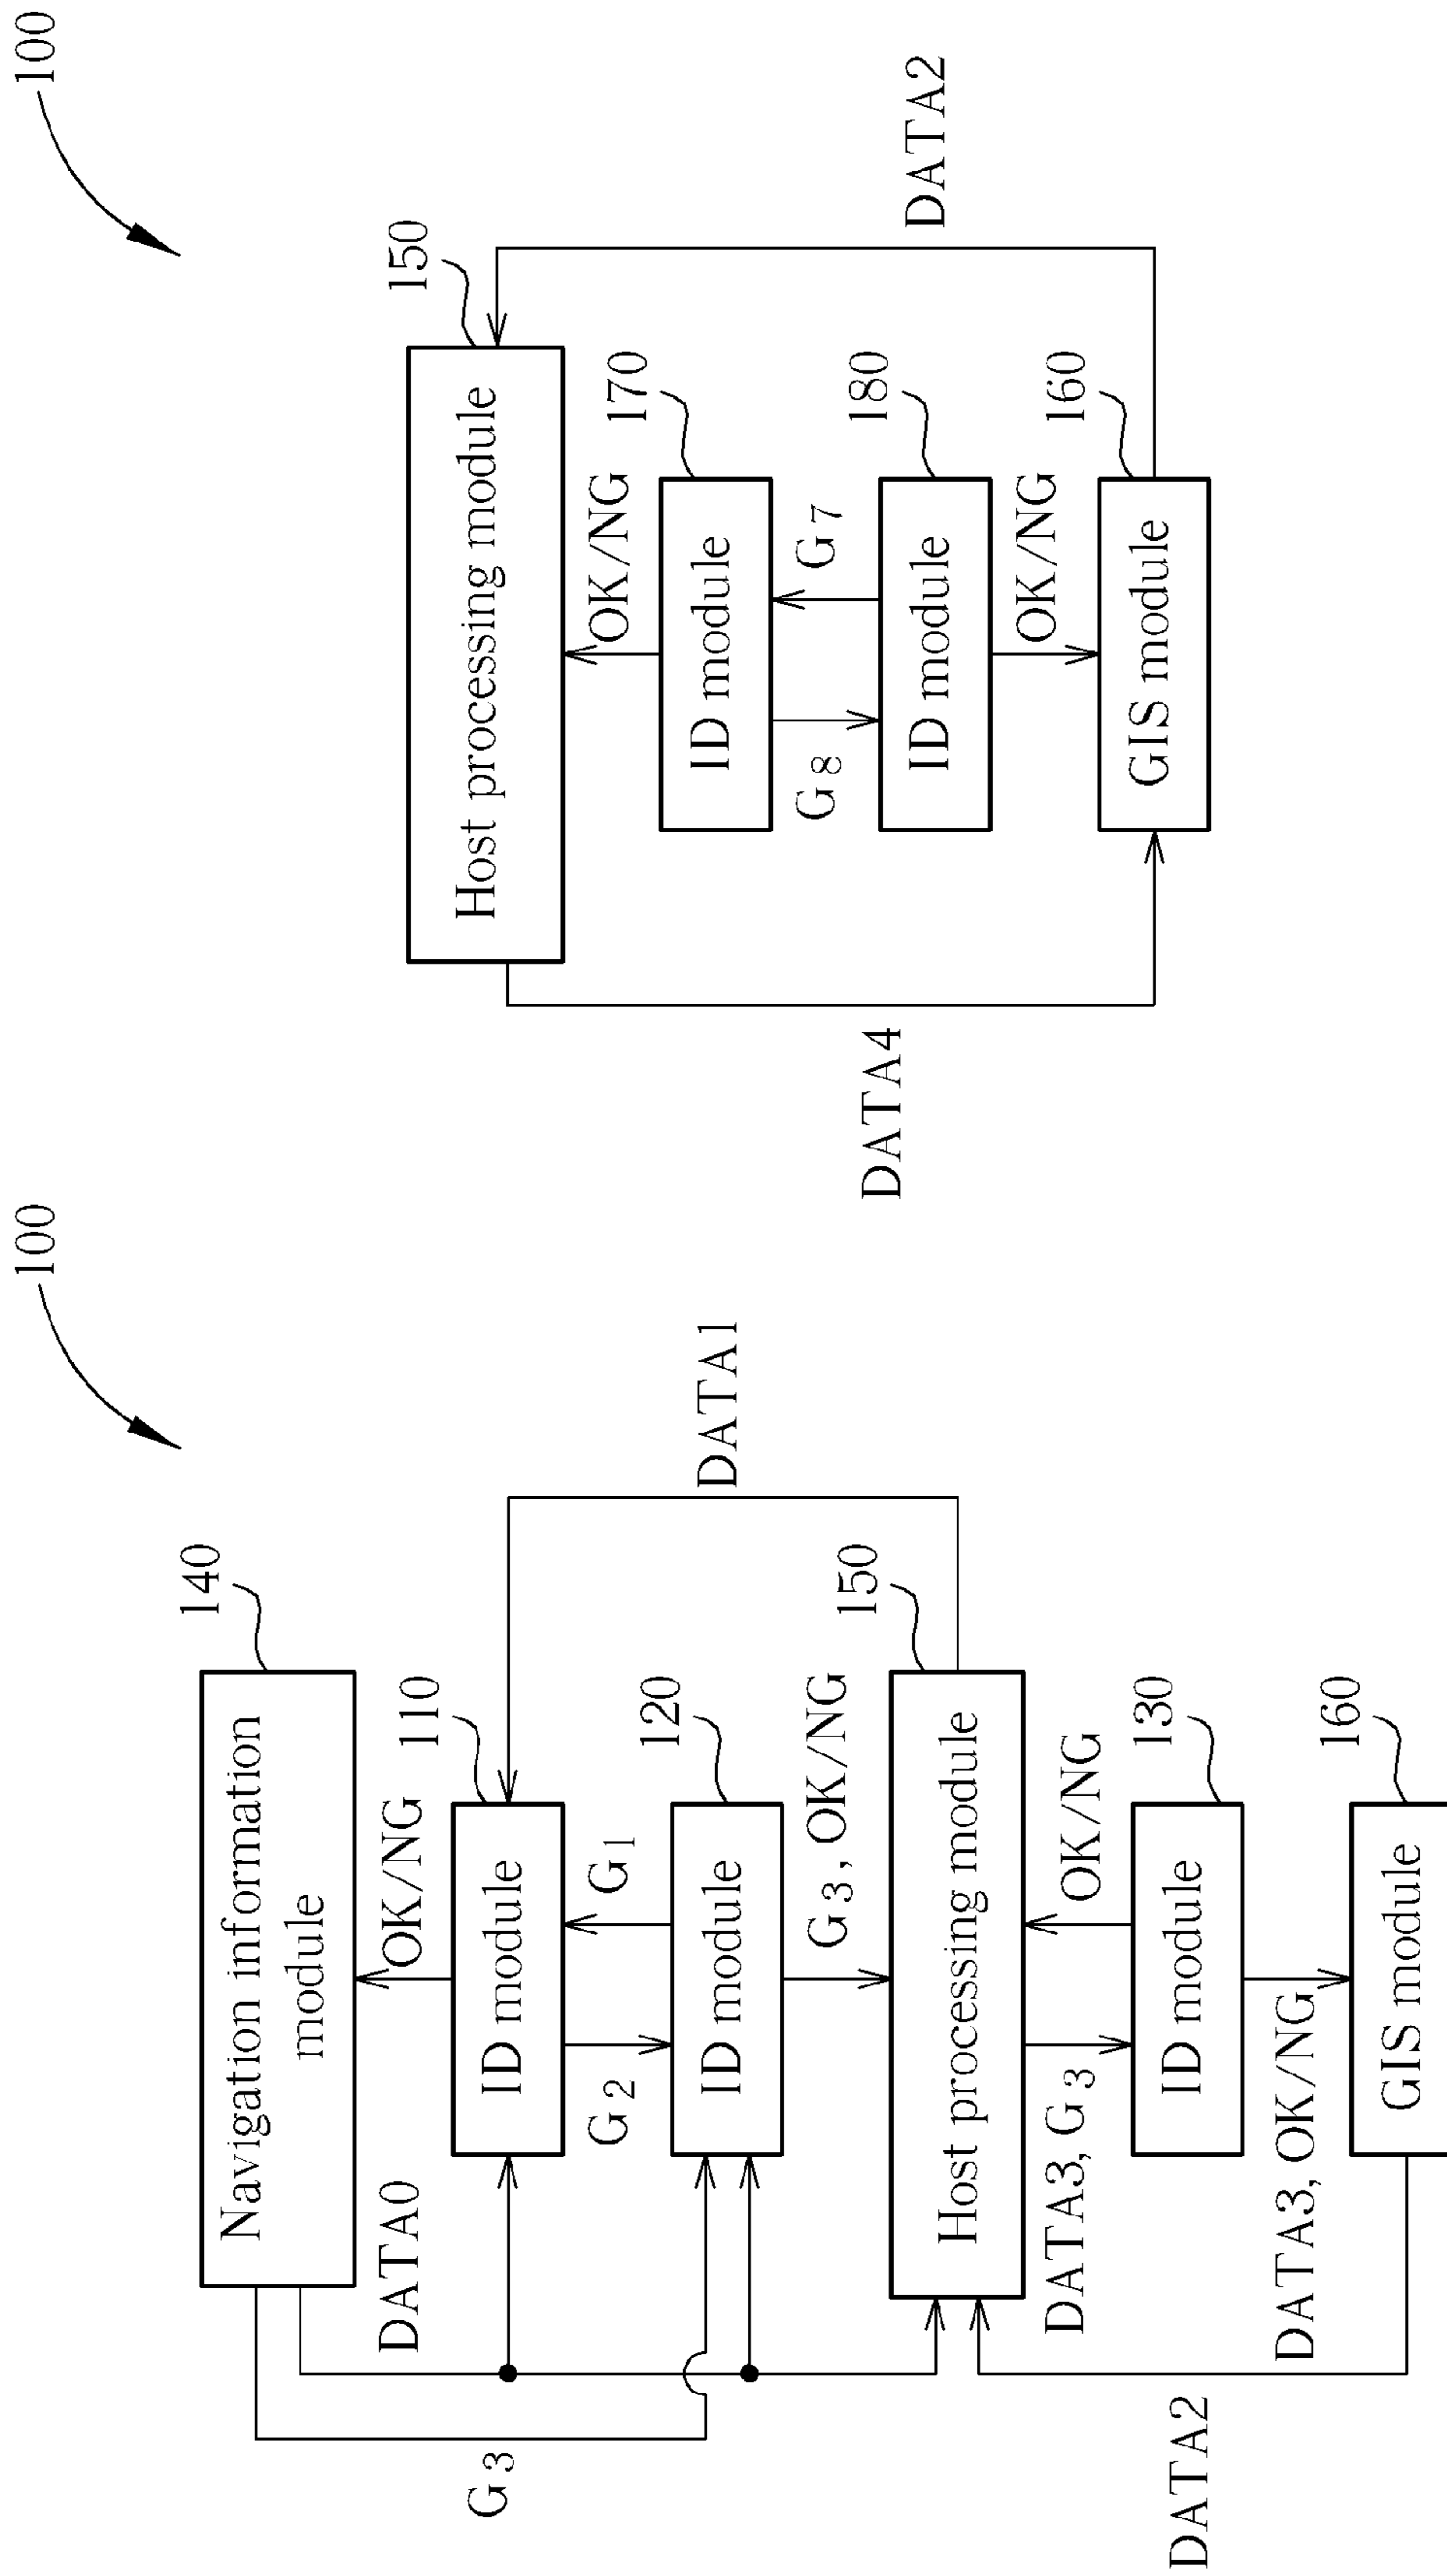 100
Navigation information
module
140
DATA0
OK/NG
110
ID module
G3
G2
G1
120
ID module
DATA1
G3, OK/NG
150
Host processing module
DATA3, G3
OK/NG
130
ID module
DATA2
DATA3, OK/NG
160
GIS module
100
150
Host processing module
OK/NG
170
ID module
G8
G7
180
ID module
DATA4
DATA2
OK/NG
160
GIS module